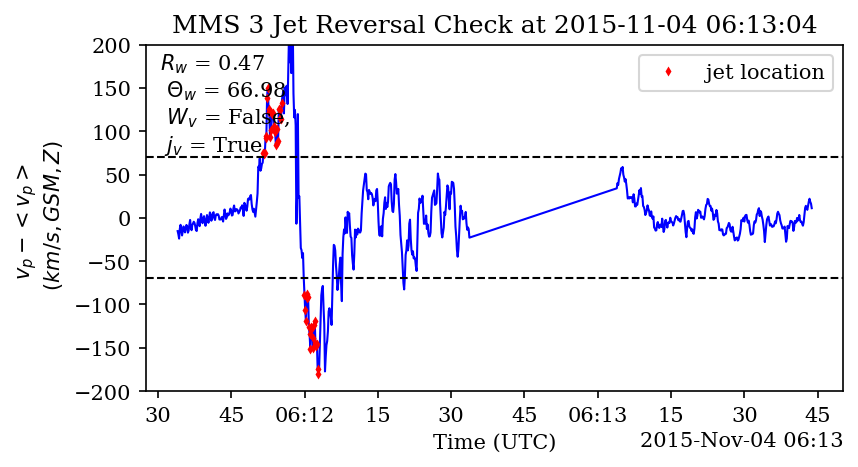 MMS 3 Jet Reversal Check at 2015-11-04 06:13:04
R_w = 0.47
Θ_w = 66.98
W_v = False,
j_v = True,
jet location
v_p − < v_p >
(km/s, GSM, Z)
200
150
100
50
0
−50
−100
−150
−200
30 45 06:12 15 30 45 06:13 15 30 45
Time (UTC)
2015-Nov-04 06:13